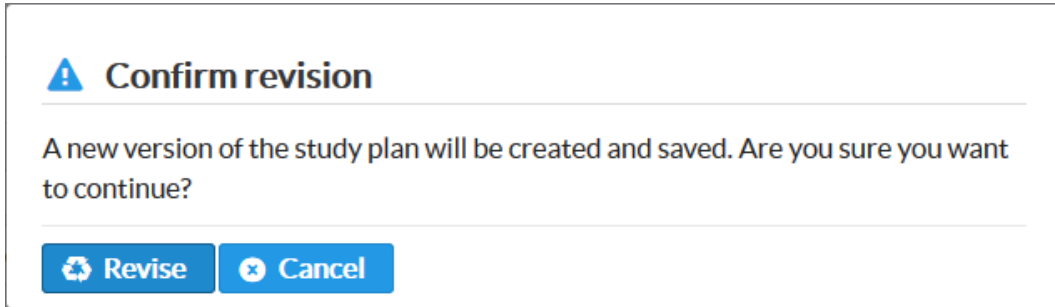 Confirm revision
A new version of the study plan will be created and saved. Are you sure you want
to continue?
Revise Cancel